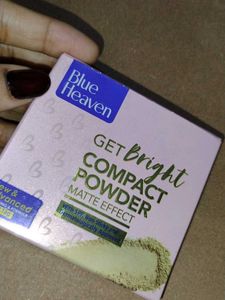 Blue
Heaven
GET Bright
COMPACT
POWDER
MATTE EFFECT
New &
Advanced